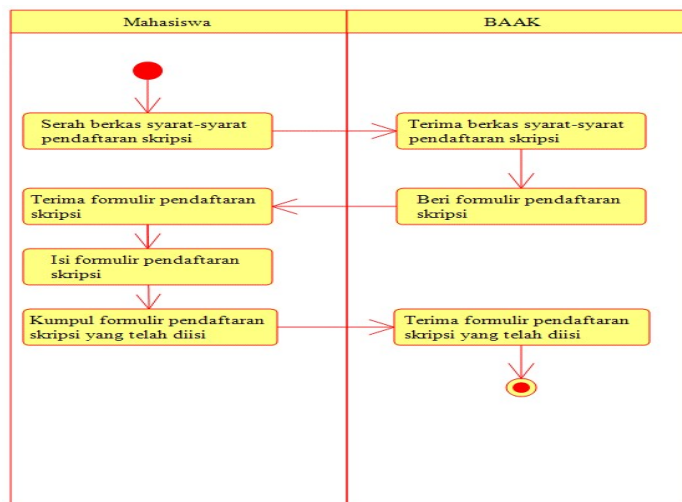 Mahasiswa
BAAK
Serah berkas syarat-syarat
pendaftaran skripsi
Terima berkas syarat-syarat
pendaftaran skripsi
Beri formulir pendaftaran
skripsi
Terima formulir pendaftaran
skripsi
Isi formulir pendaftaran
skripsi
Kumpul formulir pendaftaran
skripsi yang telah diisi
Terima formulir pendaftaran
skripsi yang telah diisi